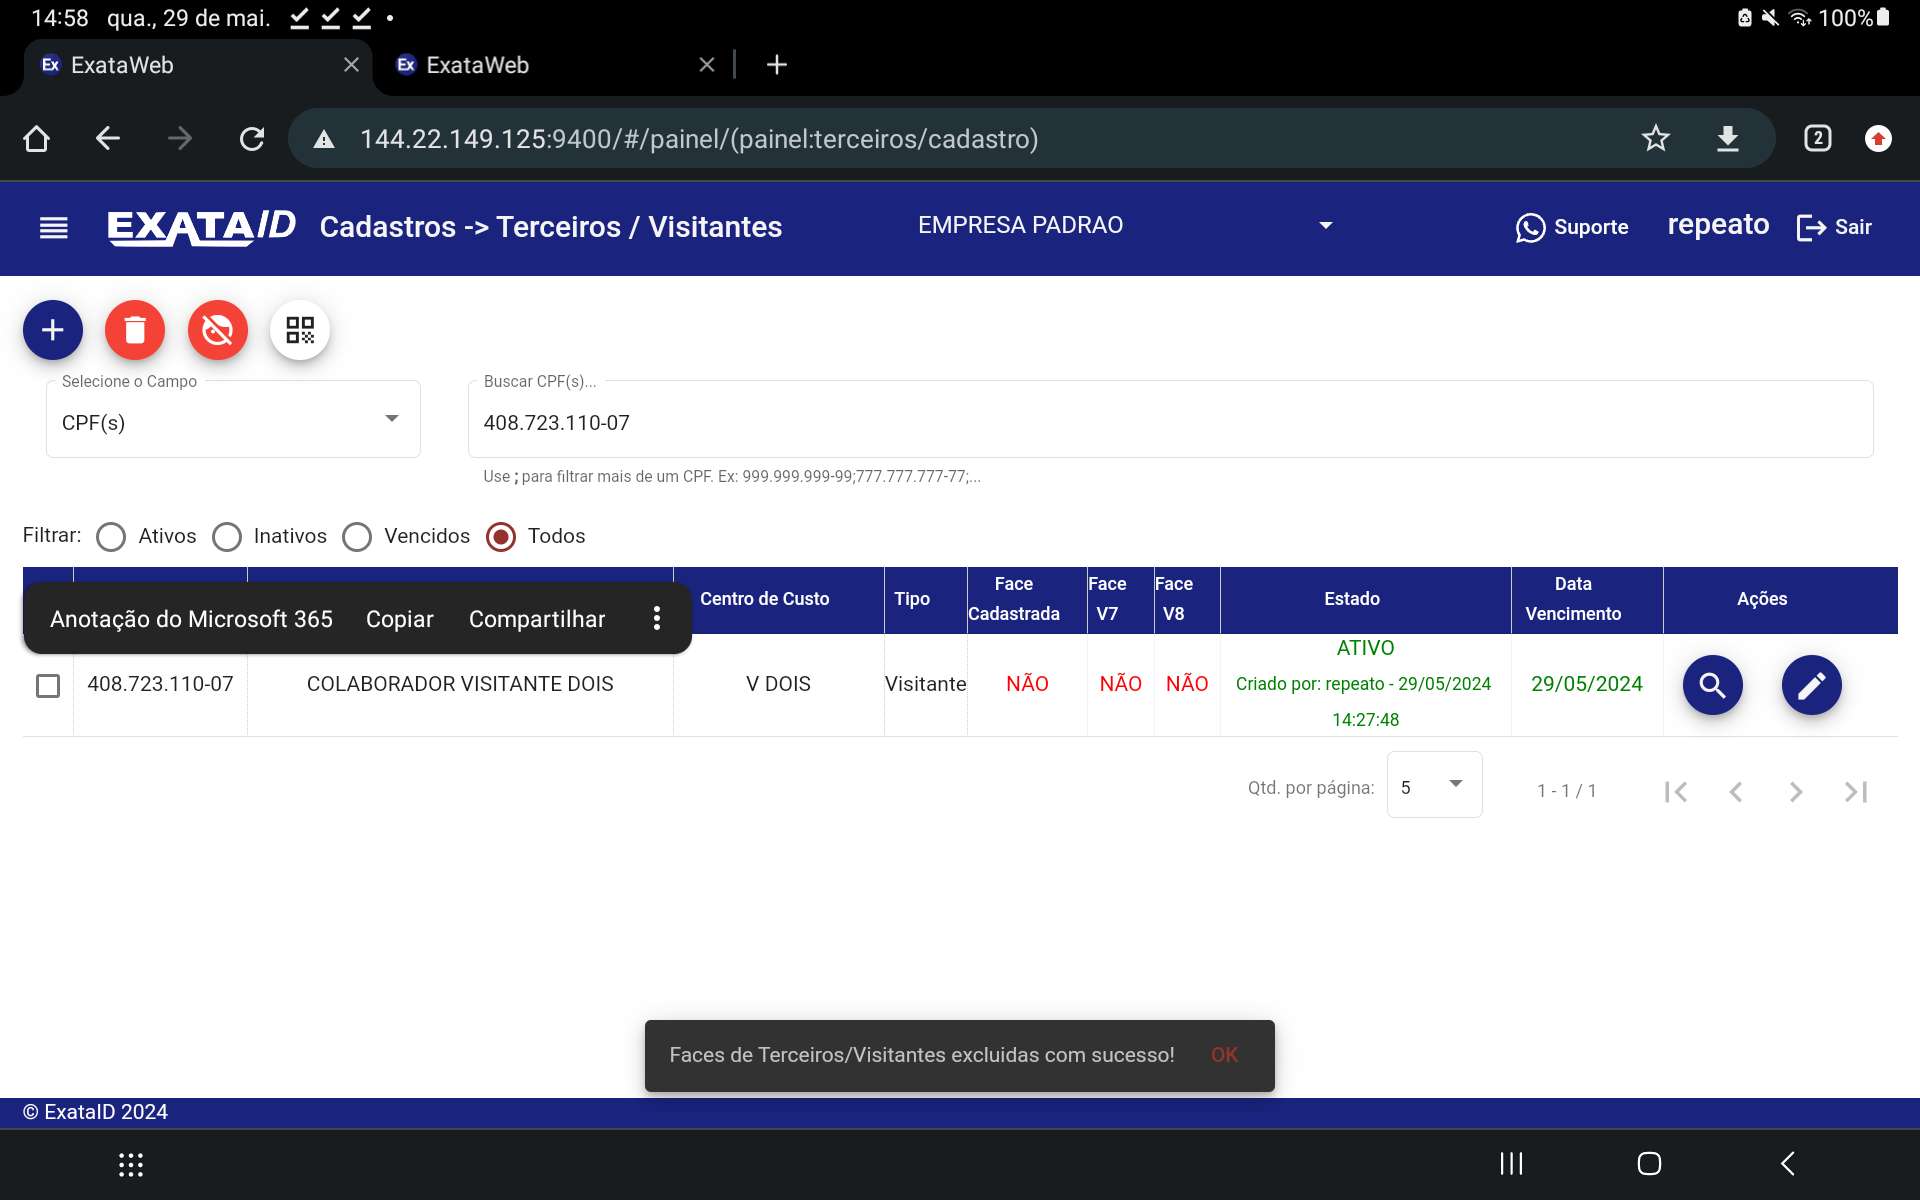 14:58 qua., 29 de mai.
100%
Ex ExataWeb
Ex ExataWeb
144.22.149.125:9400/#/painel/(painel:terceiros/cadastro)
2
EXATAID
Cadastros -> Terceiros / Visitantes
EMPRESA PADRAO
Suporte
repeato
Sair
Selecione o Campo
CPF(s)
Buscar CPF(s)...
408.723.110-07
Use ; para filtrar mais de um CPF. Ex: 999.999.999-99;777.777.777-77;...
Filtrar: Ativos Inativos Vencidos Todos
Anotação do Microsoft 365 Copiar Compartilhar
Centro de Custo
Tipo
Face
Cadastrada
Face
V7
Face
V8
Estado
Data
Vencimento
Ações
408.723.110-07
COLABORADOR VISITANTE DOIS
V DOIS
Visitante
NÃO
NÃO
NÃO
ATIVO
Criado por: repeato - 29/05/2024
14:27:48
29/05/2024
Qtd. por página: 5
1 - 1 / 1
Faces de Terceiros/Visitantes excluidas com sucesso! OK
© ExataID 2024